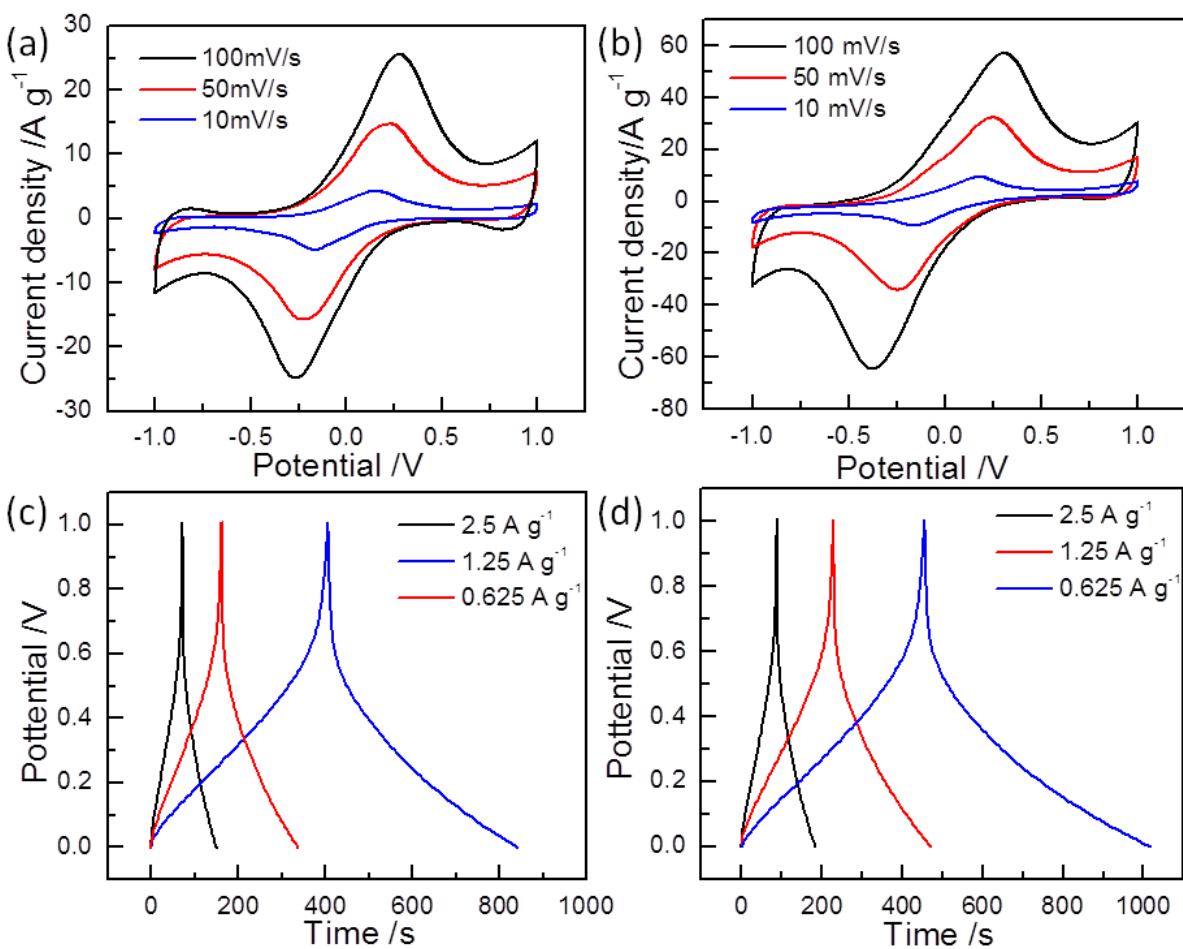 (a)
100mV/s
50mV/s
10mV/s
Current density /A g⁻¹
30
20
10
0
-10
-20
-30
-1.0 -0.5 0.0 0.5 1.0
Potential /V
(b)
100 mV/s
50 mV/s
10 mV/s
Current density/A g⁻¹
60
40
20
0
-20
-40
-60
-80
-1.0 -0.5 0.0 0.5 1.0
Potential /V
(c)
2.5 A g⁻¹
1.25 A g⁻¹
0.625 A g⁻¹
Pottential /V
1.0
0.8
0.6
0.4
0.2
0.0
0 200 400 600 800 1000
Time /s
(d)
2.5 A g⁻¹
1.25 A g⁻¹
0.625 A g⁻¹
Pottential /V
1.0
0.8
0.6
0.4
0.2
0.0
0 200 400 600 800 1000
Time /s